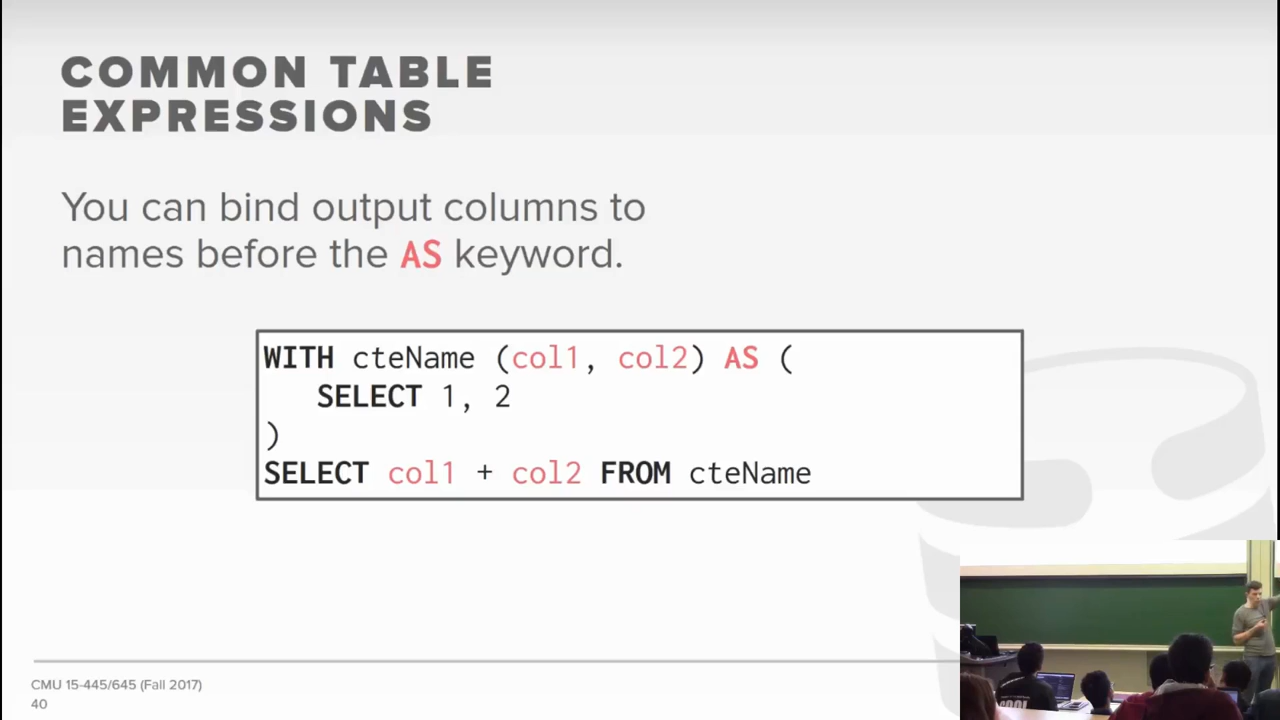 COMMON TABLE
EXPRESSIONS
You can bind output columns to
names before the AS keyword.
WITH cteName (col1, col2) AS (
SELECT 1, 2
)
SELECT col1 + col2 FROM cteName
CMU 15-445/645 (Fall 2017)
40